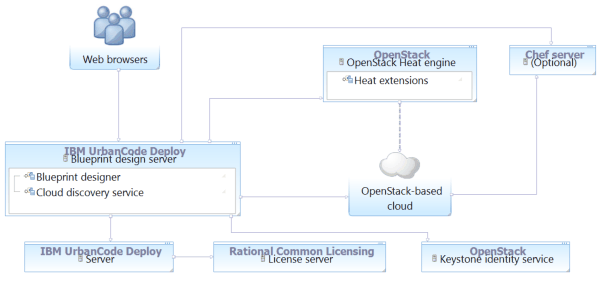 Web browsers
OpenStack
OpenStack Heat engine
Heat extensions
Chef server
(Optional)
IBM UrbanCode Deploy
Blueprint design server
Blueprint designer
Cloud discovery service
OpenStack-based
cloud
IBM UrbanCode Deploy
Server
Rational Common Licensing
License server
OpenStack
Keystone identity service